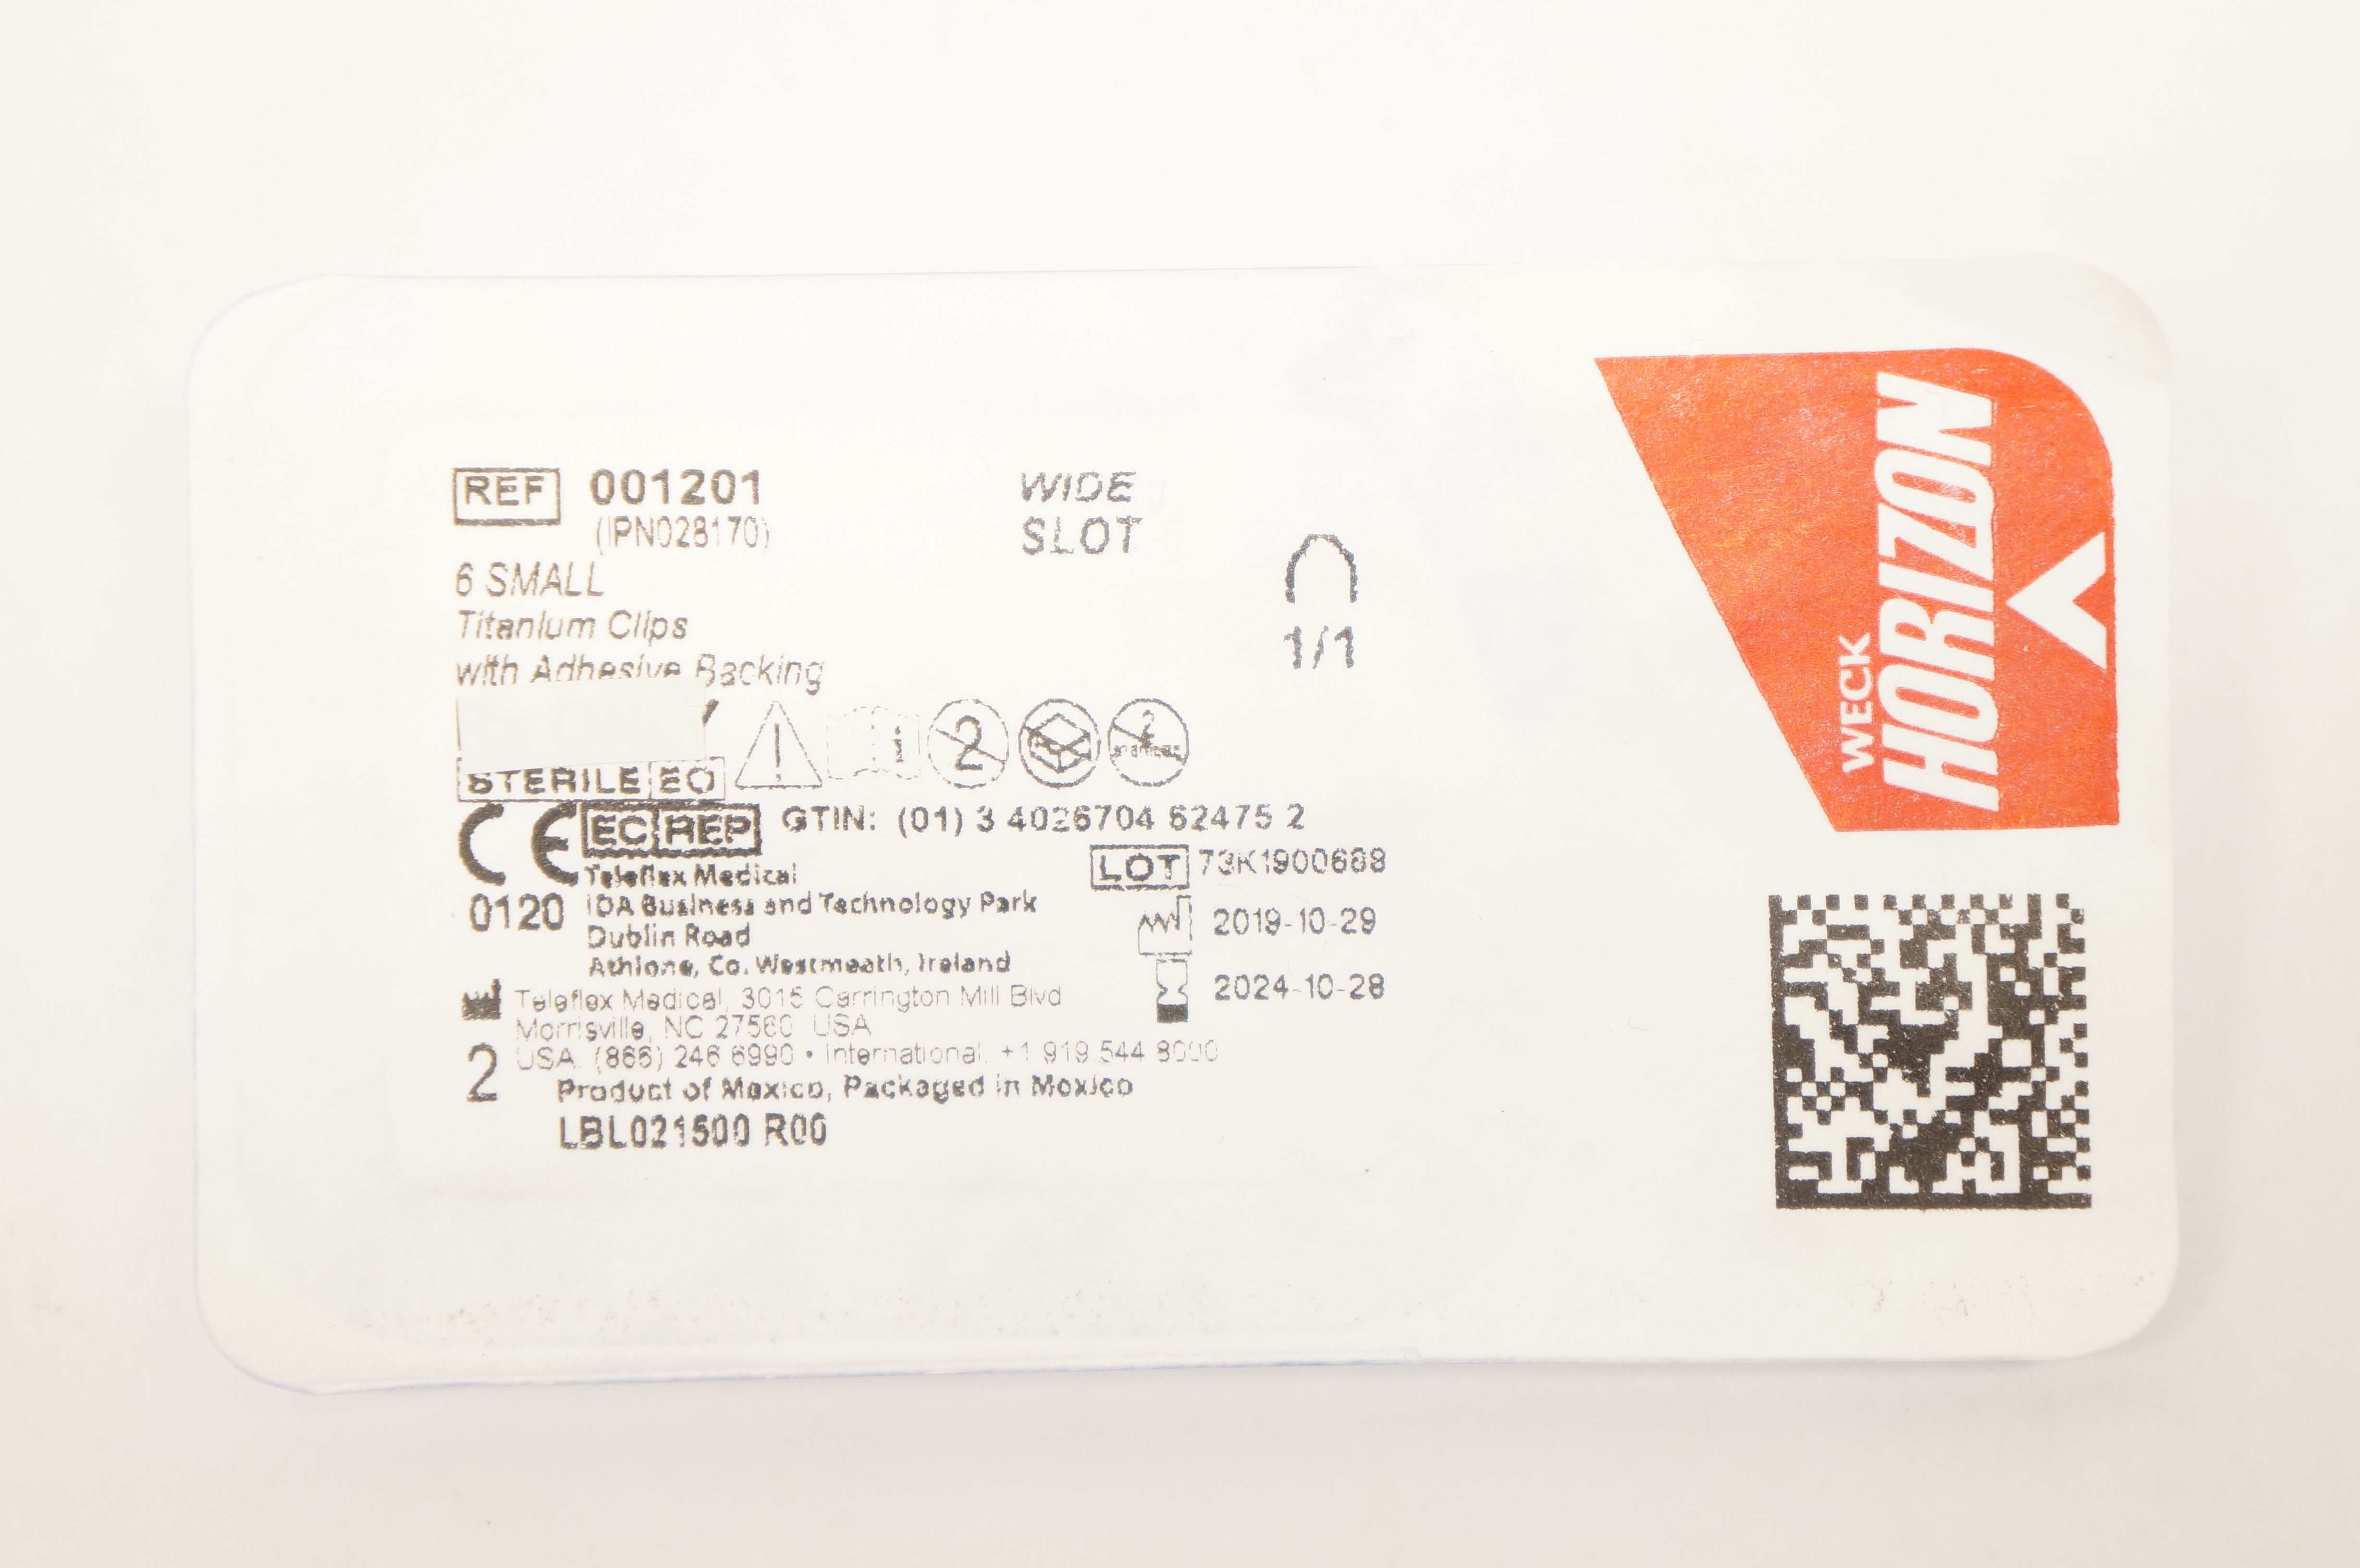 REF 001201
(IPN028170)
WIDE
SLOT
6 SMALL
Titanium Clips
with Adhesive Backing
1/1
STERILE EO
CE EC REP GTIN: (01) 3 4026704 62475 2
0120
Teleflex Medical
IDA Business and Technology Park
Dublin Road
Athlone, Co. Westmeath, Ireland
LOT 73K1900688
2019-10-29
2024-10-28
Teleflex Medical, 3015 Carrington Mill Blvd
Morrisville, NC 27560 USA
USA: (866) 246 6990 • International: +1 919 544 8000
2
Product of Mexico, Packaged in Mexico
LBL021500 R00
WECK
HORIZON